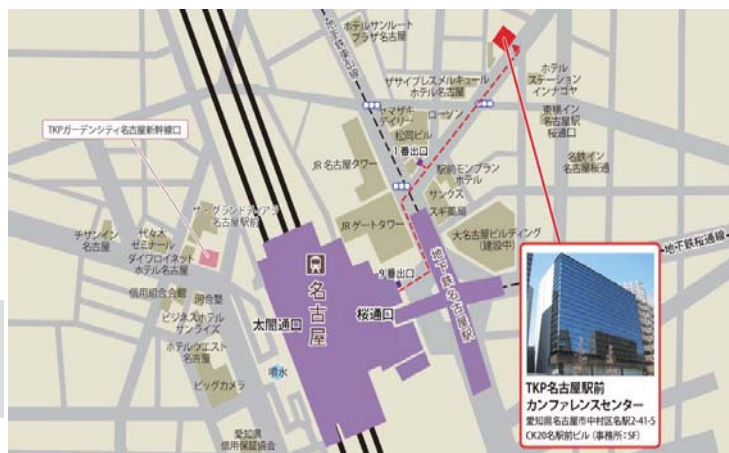 ホテルサンルート
プラザ名古屋
地下鉄東山線
ザサイプレスメルキュール
ホテル名古屋
ホテル
ステーション
インナゴヤ
東横イン
名古屋駅
桜通口
名鉄イン
名古屋桜通
ヤマザキ
デイリー
ローソン
松岡ビル
1番出口
駅前モンブラン
ホテル
サンクス
スギ薬局
TKPガーデンシティ名古屋新幹線口
JR名古屋タワー
JRゲートタワー
大名古屋ビルディング
(建設中)
地下鉄桜通線
地下鉄名古屋駅
9番出口
桜通口
名古屋
太閤通口
ザ・グランドティアラ
名古屋駅前
チサンイン
名古屋
代々木
ゼミナール
ダイワロイネット
ホテル名古屋
信用組合会館
河合塾
ビジネスホテル
サンライズ
ホテルウエスト
名古屋
ビッグカメラ
噴水
愛知県
信用保証協会
TKP名古屋駅前
カンファレンスセンター
愛知県名古屋市中村区名駅2-41-5
CK20名駅前ビル (事務所:5F)